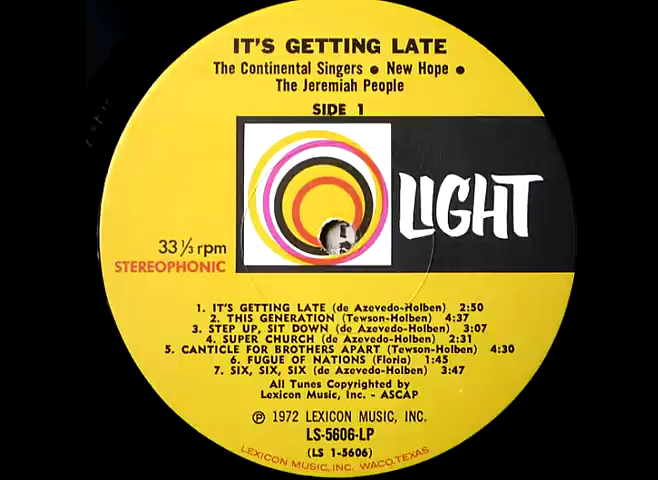 IT'S GETTING LATE
The Continental Singers ● New Hope ●
The Jeremiah People
SIDE 1
LIGHT
33 ⅓ rpm
STEREOPHONIC
1. IT'S GETTING LATE (de Azevedo-Holben) 2:50
2. THIS GENERATION (Tewson-Holben) 4:37
3. STEP UP, SIT DOWN (de Azevedo-Holben) 3:07
4. SUPER CHURCH (de Azevedo-Holben) 2:31
5. CANTICLE FOR BROTHERS APART (Tewson-Holben) 4:30
6. FUGUE OF NATIONS (Floria) 1:45
7. SIX, SIX, SIX (de Azevedo-Holben) 3:47
All Tunes Copyrighted by
Lexicon Music, Inc. - ASCAP
℗ 1972 LEXICON MUSIC, INC.
LS-5606-LP
(LS 1-5606)
LEXICON MUSIC, INC. WACO, TEXAS